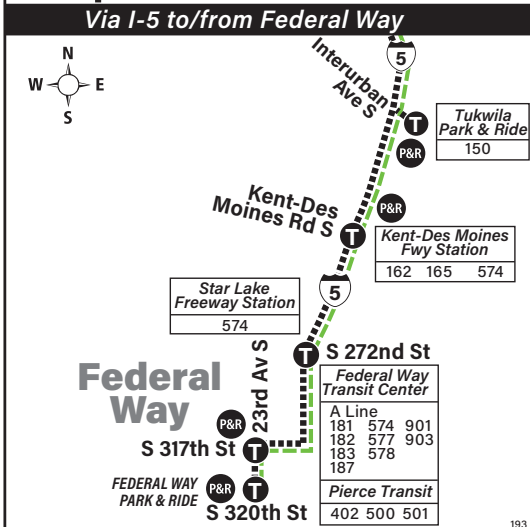 Via I-5 to/from Federal Way
N
W E
S
5
Interurban
Ave S
T
Tukwila
Park & Ride
150
P&R
P&R
Kent-Des
Moines Rd S
T
Kent-Des Moines
Fwy Station
162 165 574
5
Star Lake
Freeway Station
574
T
S 272nd St
23rd Av S
Federal
Way
Federal Way
Transit Center
A Line
181 574 901
182 577 903
183 578
187
Pierce Transit
402 500 501
P&R
S 317th St
T
FEDERAL WAY
PARK & RIDE
P&R
T
S 320th St
193